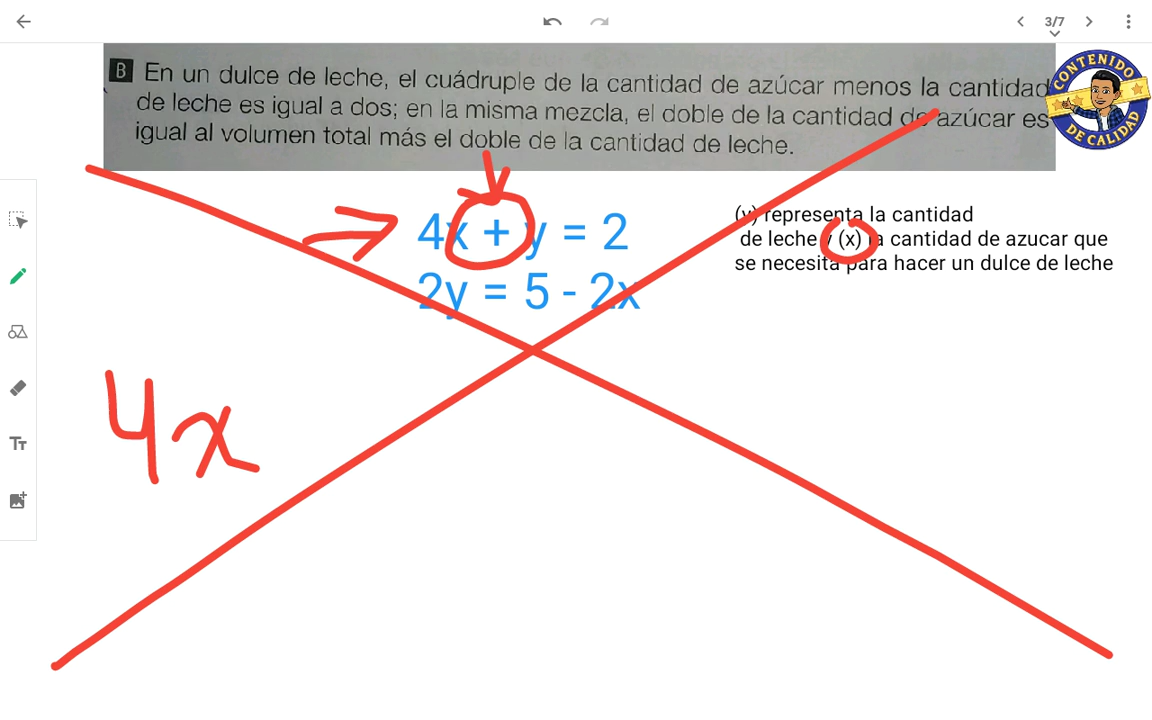 3/7
B En un dulce de leche, el cuádruple de la cantidad de azúcar menos la cantidad
de leche es igual a dos; en la misma mezcla, el doble de la cantidad de azúcar es
igual al volumen total más el doble de la cantidad de leche.
CONTENIDO
DE CALIDAD
4x + y = 2
2y = 5 - 2x
(y) representa la cantidad
de leche y (x) la cantidad de azucar que
se necesita para hacer un dulce de leche
4x
Tт